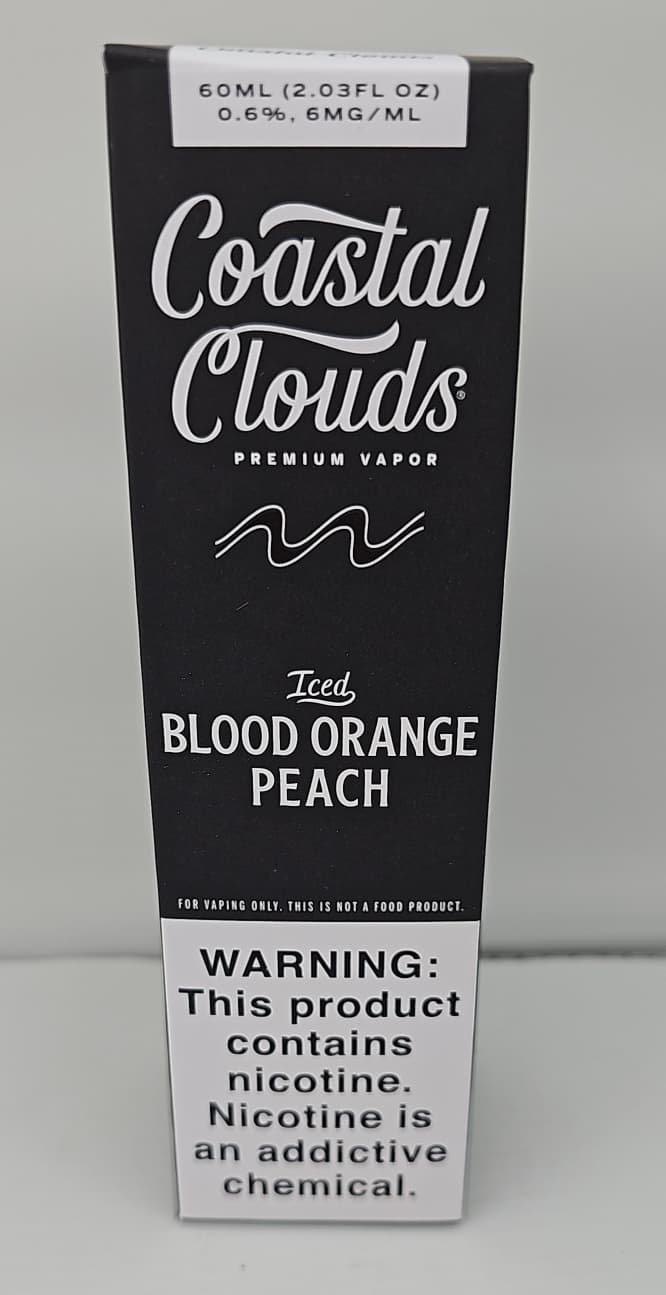 60ML (2.03FL OZ)
0.6%, 6MG/ML
Coastal
Clouds®
PREMIUM VAPOR
Iced
BLOOD ORANGE
PEACH
FOR VAPING ONLY. THIS IS NOT A FOOD PRODUCT.
WARNING:
This product
contains
nicotine.
Nicotine is
an addictive
chemical.